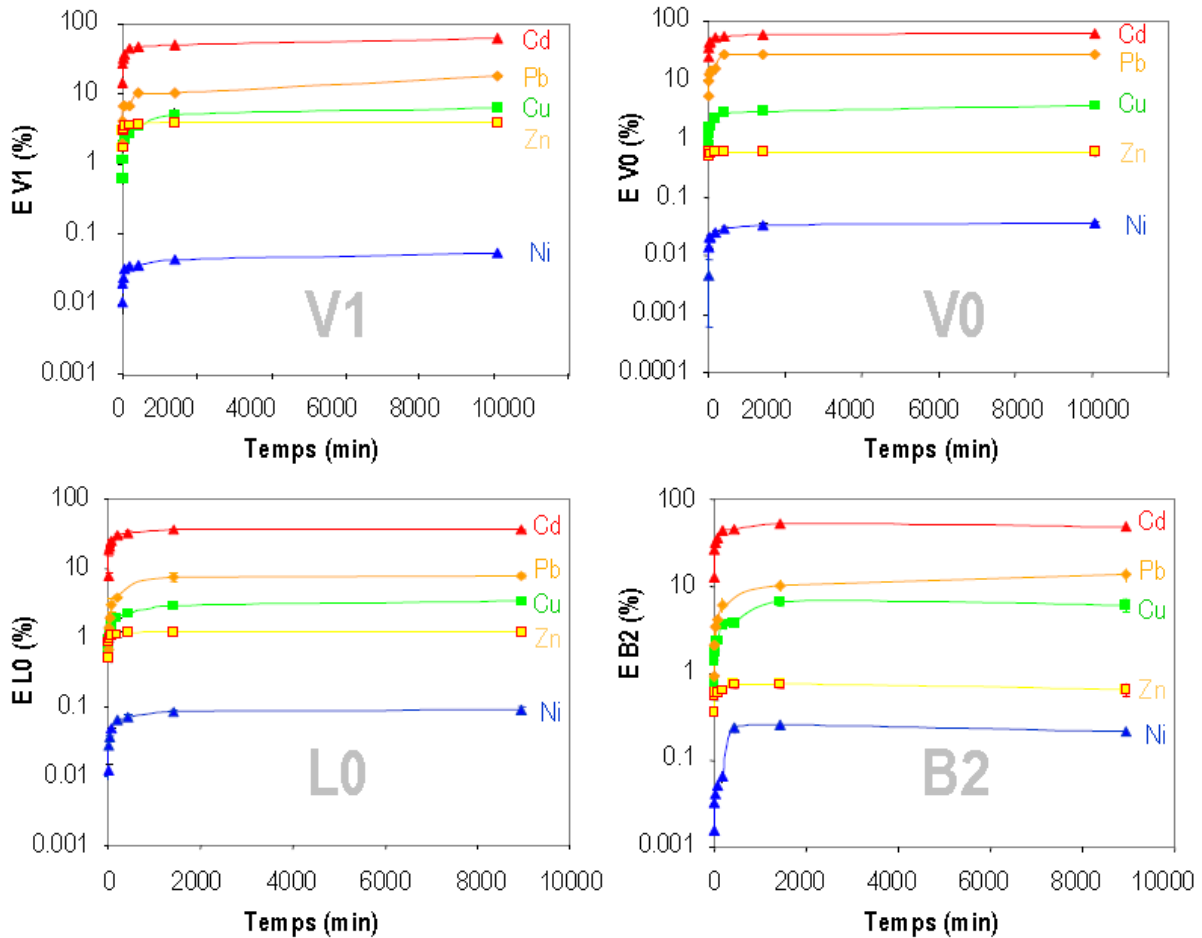 100
10
1
0.1
0.01
0.001
E V1 (%)
Cd
Pb
Cu
Zn
Ni
V1
0 2000 4000 6000 8000 10000
Temps (min)
100
10
1
0.1
0.01
0.001
0.0001
E V0 (%)
Cd
Pb
Cu
Zn
Ni
V0
0 2000 4000 6000 8000 10000
Temps (min)
100
10
1
0.1
0.01
0.001
E L0 (%)
Cd
Pb
Cu
Zn
Ni
L0
0 2000 4000 6000 8000 10000
Temps (min)
100
10
1
0.1
0.001
E B2 (%)
Cd
Pb
Cu
Zn
Ni
B2
0 2000 4000 6000 8000 10000
Temps (min)